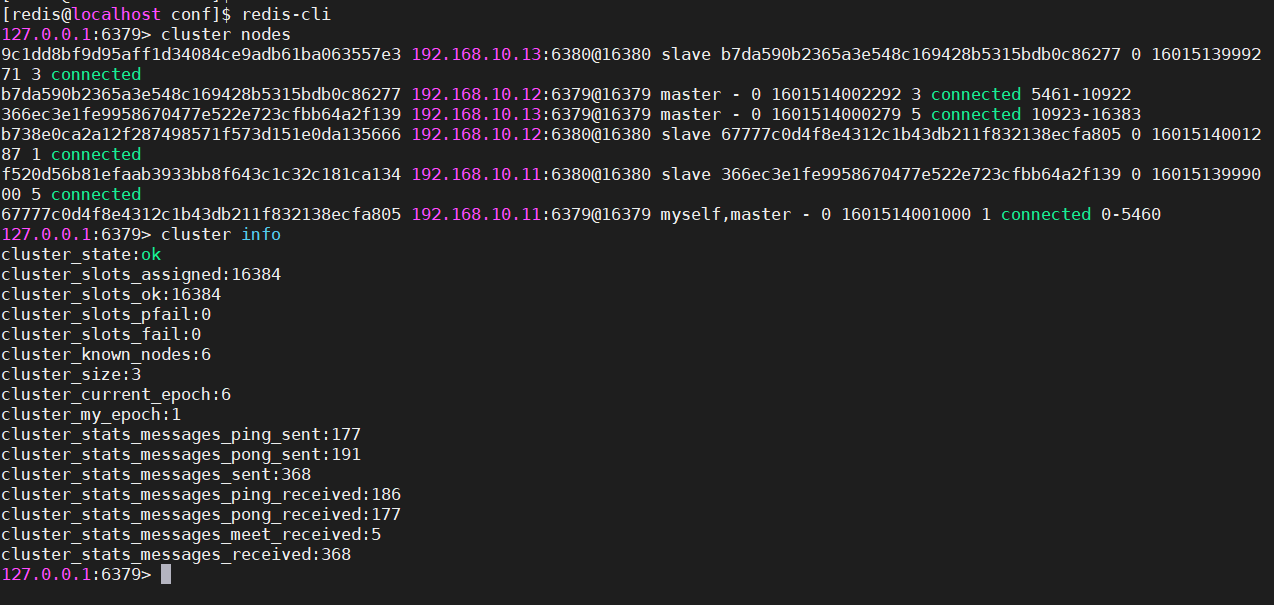 [redis@localhost conf]$ redis-cli
127.0.0.1:6379> cluster nodes
9c1dd8bf9d95aff1d34084ce9adb61ba063557e3 192.168.10.13:6380@16380 slave b7da590b2365a3e548c169428b5315bdb0c86277 0 16015139992
71 3 connected
b7da590b2365a3e548c169428b5315bdb0c86277 192.168.10.12:6379@16379 master - 0 1601514002292 3 connected 5461-10922
366ec3e1fe9958670477e522e723cfbb64a2f139 192.168.10.13:6379@16379 master - 0 1601514000279 5 connected 10923-16383
b738e0ca2a12f287498571f573d151e0da135666 192.168.10.12:6380@16380 slave 67777c0d4f8e4312c1b43db211f832138ecfa805 0 16015140012
87 1 connected
f520d56b81efaab3933bb8f643c1c32c181ca134 192.168.10.11:6380@16380 slave 366ec3e1fe9958670477e522e723cfbb64a2f139 0 16015139990
00 5 connected
67777c0d4f8e4312c1b43db211f832138ecfa805 192.168.10.11:6379@16379 myself,master - 0 1601514001000 1 connected 0-5460
127.0.0.1:6379> cluster info
cluster_state:ok
cluster_slots_assigned:16384
cluster_slots_ok:16384
cluster_slots_pfail:0
cluster_slots_fail:0
cluster_known_nodes:6
cluster_size:3
cluster_current_epoch:6
cluster_my_epoch:1
cluster_stats_messages_ping_sent:177
cluster_stats_messages_pong_sent:191
cluster_stats_messages_sent:368
cluster_stats_messages_ping_received:186
cluster_stats_messages_pong_received:177
cluster_stats_messages_meet_received:5
cluster_stats_messages_received:368
127.0.0.1:6379>